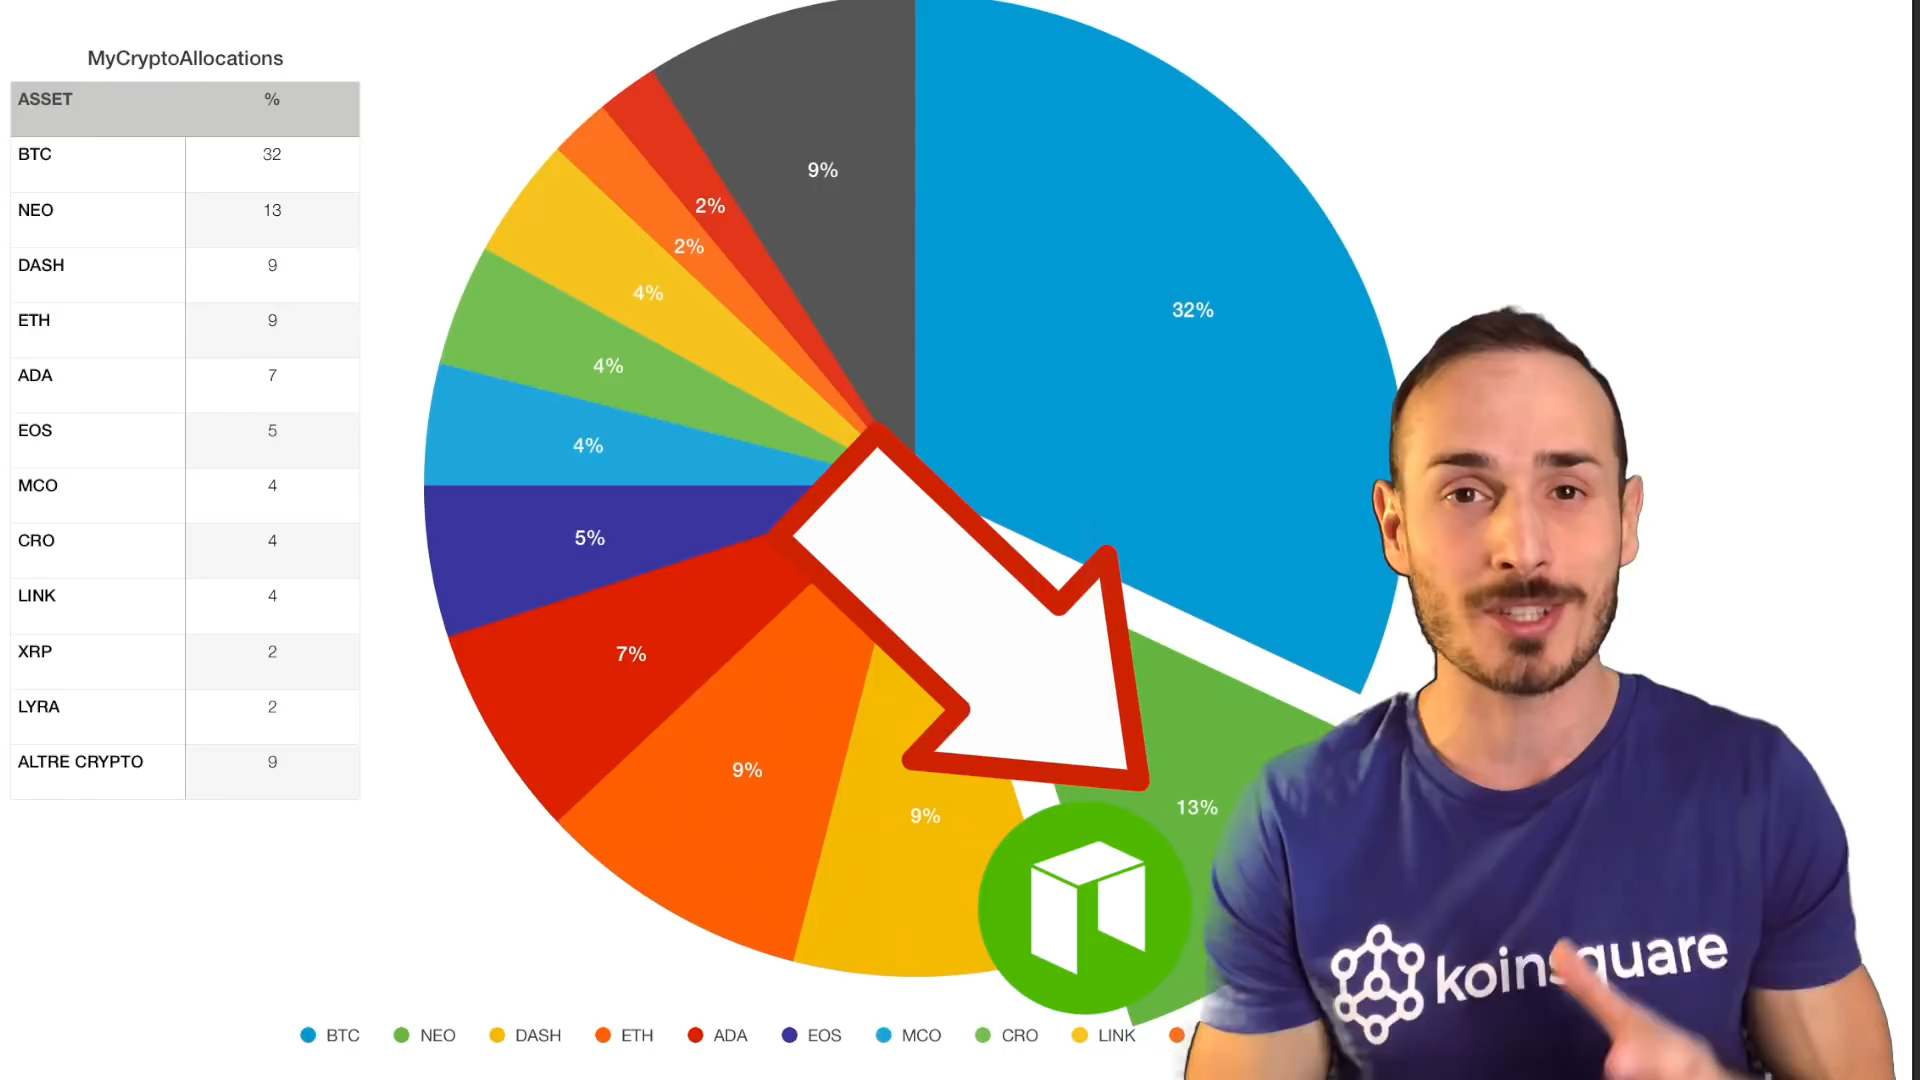 MyCryptoAllocations
ASSET %
BTC 32
NEO 13
DASH 9
ETH 9
ADA 7
EOS 5
MCO 4
CRO 4
LINK 4
XRP 2
LYRA 2
ALTRE CRYPTO 9
9%
32%
2%
2%
4%
4%
4%
5%
7%
9%
9%
13%
koinsquare
BTC NEO DASH ETH ADA EOS MCO CRO LINK